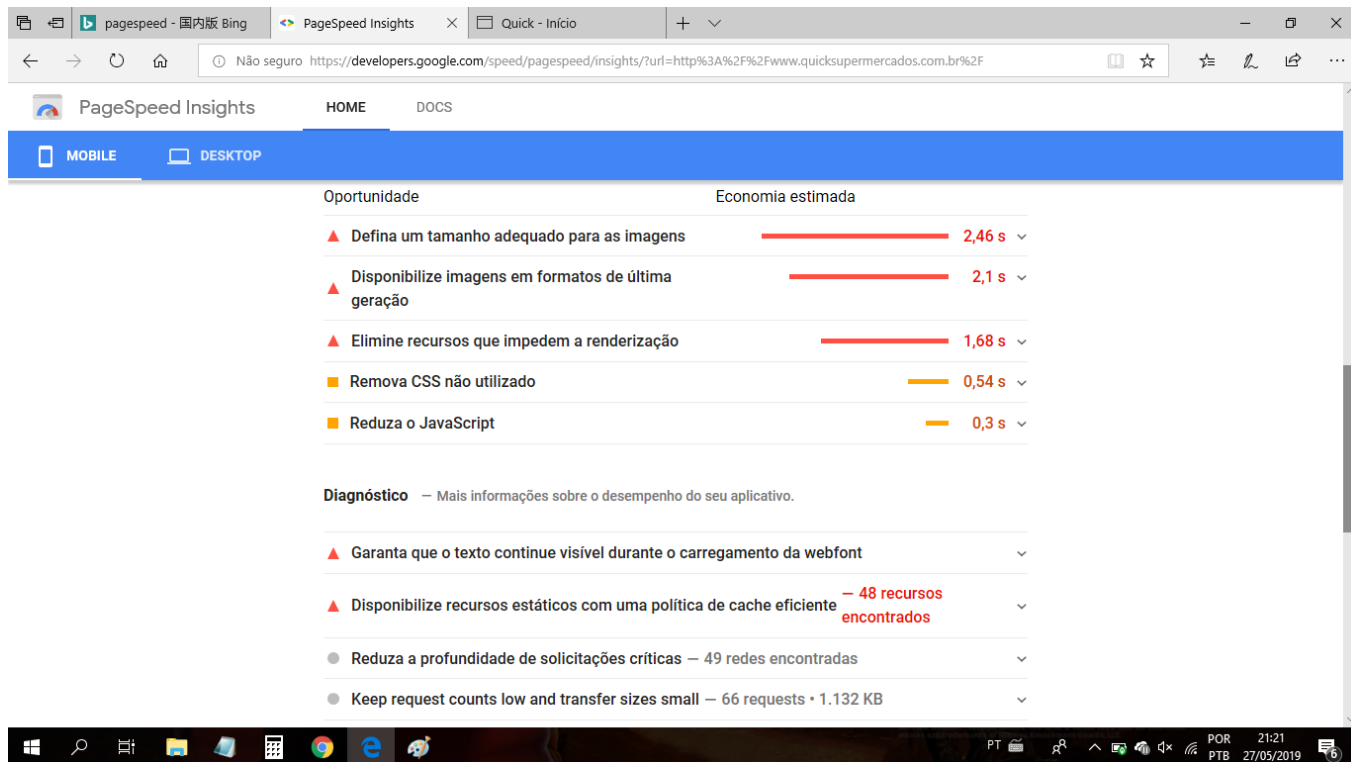 pagespeed - 国内版 Bing
PageSpeed Insights
Quick - Início
Não seguro https://developers.google.com/speed/pagespeed/insights/?url=http%3A%2F%2Fwww.quicksupermercados.com.br%2F
PageSpeed Insights HOME DOCS
MOBILE DESKTOP
Oportunidade Economia estimada
Defina um tamanho adequado para as imagens 2,46 s
Disponibilize imagens em formatos de última
geração 2,1 s
Elimine recursos que impedem a renderização 1,68 s
Remova CSS não utilizado 0,54 s
Reduza o JavaScript 0,3 s
Diagnóstico — Mais informações sobre o desempenho do seu aplicativo.
Garanta que o texto continue visível durante o carregamento da webfont
Disponibilize recursos estáticos com uma política de cache eficiente — 48 recursos
encontrados
Reduza a profundidade de solicitações críticas — 49 redes encontradas
Keep request counts low and transfer sizes small — 66 requests • 1.132 KB
PT
POR
PTB
21:21
27/05/2019
6